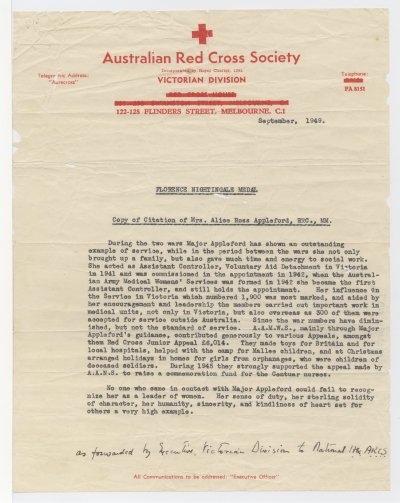 Australian Red Cross Society
Incorporated by Royal Charter, 1941
Telegraphic Address:
"Aurecross"
VICTORIAN DIVISION
Telephone:
PA 8151
RED CROSS HOUSE
122-128 FLINDERS STREET, MELBOURNE, C.1
September, 1949.
FLORENCE NIGHTINGALE MEDAL
Copy of Citation of Mrs. Alice Ross Appleford, RRC., MM.
During the two wars Major Appleford has shown an outstanding
example of service, while in the period between the wars she not only
brought up a family, but also gave much time and energy to social work.
She acted as Assistant Controller, Voluntary Aid Detachment in Victoria
in 1941 and was commissioned in the appointment in 1942, when the Austral-
ian Army Medical Womens' Services was formed in 1942 she became the first
Assistant Controller, and still holds the appointment. Her influence on
the Services in Victoria which numbered 1,900 was most marked, and aided by
her encouragement and leadership the members carried out important work in
medical units, not only in Victoria, but also overseas as 300 of them were
accepted for service outside Australia. Since the war numbers have dimin-
ished, but not the standard of service. A.A.M.W.S., mainly through Major
Appleford's guidance, contributed generously to various Appeals, amongst
them Red Cross Junior Appeal £6,014. They made toys for Britain and for
local hospitals, helped with the camp for Mallee children, and at Christmas
arranged holidays in homes for girls from orphanages, who were children of
deceased soldiers. During 1945 they strongly supported the appeal made by
A.A.N.S. to raise a commemoration fund for the Centaur nurses.
No one who came in contact with Major Appleford could fail to recog-
nize her as a leader of women. Her sense of duty, her sterling solidity
of character, her humanity, sincerity, and kindliness of heart set for
others a very high example.
as forwarded by Executive, Victorian Division to National Hq ARCS
All Communications to be addressed: "Executive Officer"